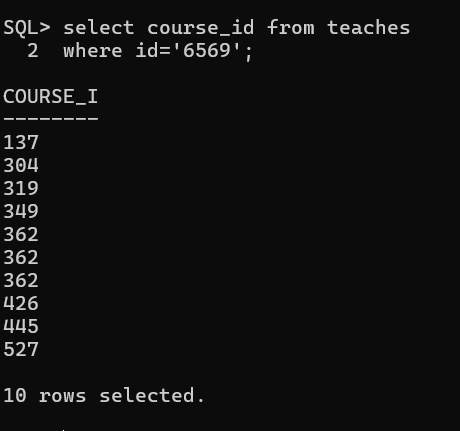 SQL> select course_id from teaches
  2  where id='6569';
COURSE_I
--------
137
304
319
349
362
362
362
426
445
527
10 rows selected.